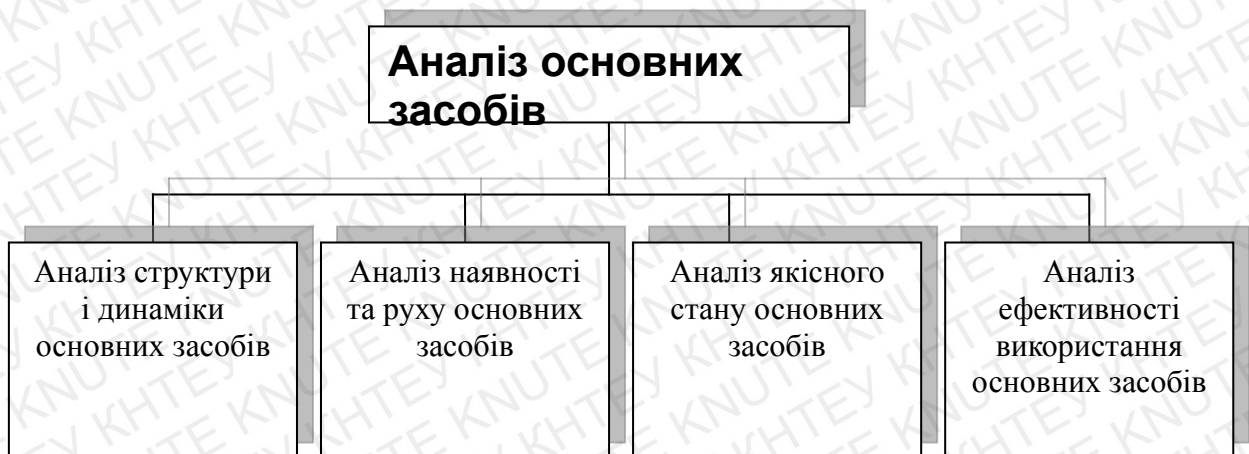 Аналіз основних
засобів
Аналіз структури
і динаміки
основних засобів
Аналіз наявності
та руху основних
засобів
Аналіз якісного
стану основних
засобів
Аналіз
ефективності
використання
основних засобів